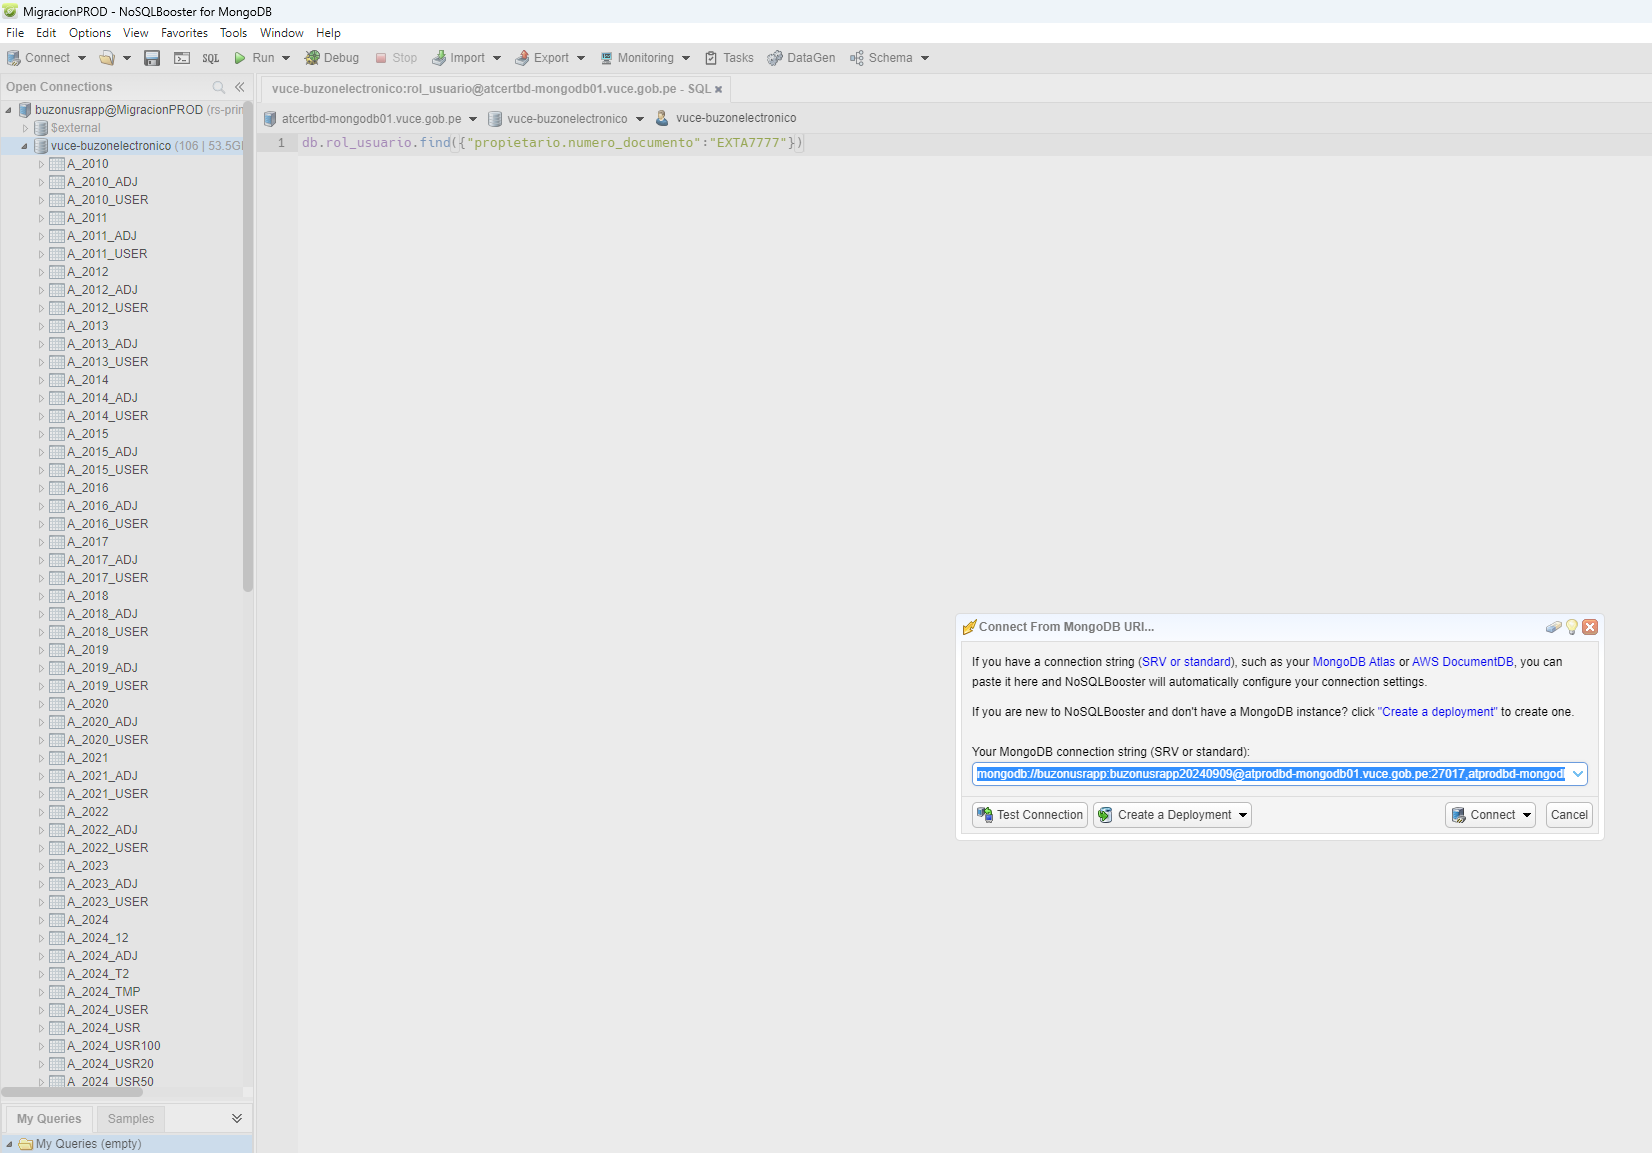 MigracionPROD - NoSQLBooster for MongoDB
File Edit Options View Favorites Tools Window Help
Connect SQL Run Debug Stop Import Export Monitoring Tasks DataGen Schema
Open Connections
buzonusrapp@MigracionPROD (rs-prin
$external
vuce-buzonelectronico (106 | 53.5G
A_2010
A_2010_ADJ
A_2010_USER
A_2011
A_2011_ADJ
A_2011_USER
A_2012
A_2012_ADJ
A_2012_USER
A_2013
A_2013_ADJ
A_2013_USER
A_2014
A_2014_ADJ
A_2014_USER
A_2015
A_2015_ADJ
A_2015_USER
A_2016
A_2016_ADJ
A_2016_USER
A_2017
A_2017_ADJ
A_2017_USER
A_2018
A_2018_ADJ
A_2018_USER
A_2019
A_2019_ADJ
A_2019_USER
A_2020
A_2020_ADJ
A_2020_USER
A_2021
A_2021_ADJ
A_2021_USER
A_2022
A_2022_ADJ
A_2022_USER
A_2023
A_2023_ADJ
A_2023_USER
A_2024
A_2024_12
A_2024_ADJ
A_2024_T2
A_2024_TMP
A_2024_USER
A_2024_USR
A_2024_USR100
A_2024_USR20
A_2024_USR50
My Queries Samples
My Queries (empty)
vuce-buzonelectronico:rol_usuario@atcertbd-mongodb01.vuce.gob.pe - SQL
atcertbd-mongodb01.vuce.gob.pe vuce-buzonelectronico vuce-buzonelectronico
1 db.rol_usuario.find({"propietario.numero_documento":"EXTA7777"})
Connect From MongoDB URI...
If you have a connection string (SRV or standard), such as your MongoDB Atlas or AWS DocumentDB, you can
paste it here and NoSQLBooster will automatically configure your connection settings.
If you are new to NoSQLBooster and don't have a MongoDB instance? click "Create a deployment" to create one.
Your MongoDB connection string (SRV or standard):
mongodb://buzonusrapp:buzonusrapp20240909@atprodbd-mongodb01.vuce.gob.pe:27017,atprodbd-mongod
Test Connection Create a Deployment Connect Cancel